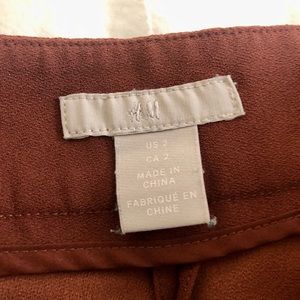 H&M
US 2
CA 2
MADE IN
CHINA
FABRIQUÉ EN
CHINE